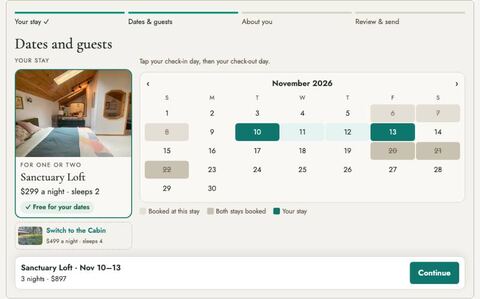 Your stay ✓
Dates & guests
About you
Review & send
Dates and guests
YOUR STAY
FOR ONE OR TWO
Sanctuary Loft
$299 a night · sleeps 2
✓ Free for your dates
Switch to the Cabin
$499 a night · sleeps 4
Tap your check-in day, then your check-out day.
‹ November 2026 ›
S M T W T F S
1 2 3 4 5 6 7
8 9 10 11 12 13 14
15 16 17 18 19 20 21
22 23 24 25 26 27 28
29 30
Booked at this stay Both stays booked Your stay
Sanctuary Loft · Nov 10–13
3 nights · $897
Continue